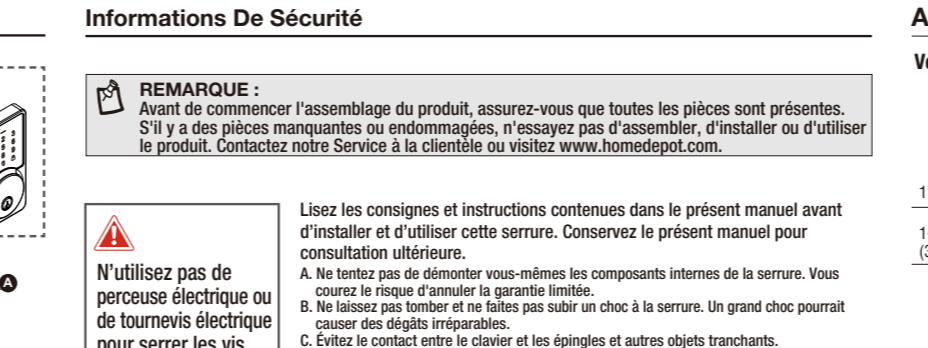 Informations De Sécurité
REMARQUE :
Avant de commencer l'assemblage du produit, assurez-vous que toutes les pièces sont présentes.
S'il y a des pièces manquantes ou endommagées, n'essayez pas d'assembler, d'installer ou d'utiliser
le produit. Contactez notre Service à la clientèle ou visitez www.homedepot.com.
N’utilisez pas de
perceuse électrique ou
de tournevis électrique
pour serrer les vis
Lisez les consignes et instructions contenues dans le présent manuel avant
d’installer et d’utiliser cette serrure. Conservez le présent manuel pour
consultation ultérieure.
A. Ne tentez pas de démonter vous-mêmes les composants internes de la serrure. Vous
courez le risque d'annuler la garantie limitée.
B. Ne laissez pas tomber et ne faites pas subir un choc à la serrure. Un grand choc pourrait
causer des dégâts irréparables.
C. Évitez le contact entre le clavier et les épingles et autres objets tranchants.
A
A